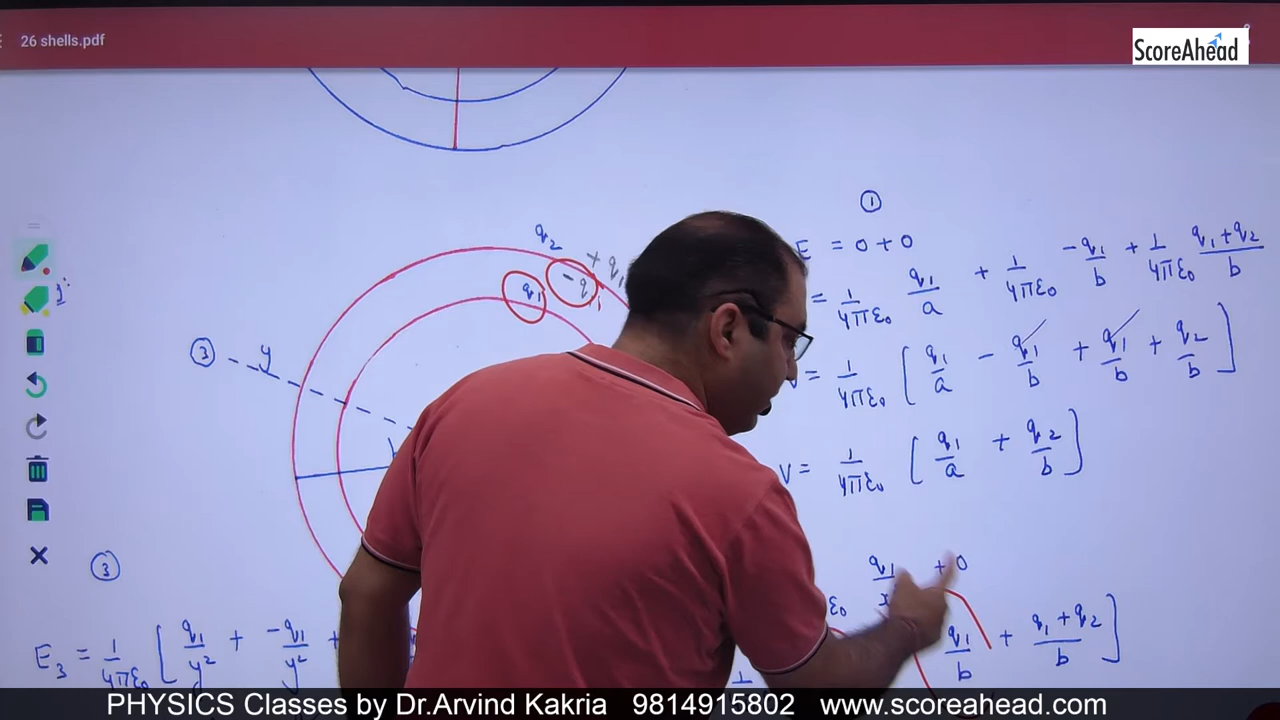 26 shells.pdf
ScoreAhead
①
q₂
+q₁
-q₁
q₁
③
y
E = 0 + 0
= 1/4πε₀ q₁/a + 1/4πε₀ -q₁/b + 1/4πε₀ q₁+q₂/b
V = 1/4πε₀ [ q₁/a - q₁/b + q₁/b + q₂/b ]
V = 1/4πε₀ [ q₁/a + q₂/b ]
③
q₁ + 0
ε₀
q₁/b + q₁+q₂/b ]
E₃ = 1/4πε₀ [ q₁/y² + -q₁/y² +
PHYSICS Classes by Dr.Arvind Kakria 9814915802 www.scoreahead.com